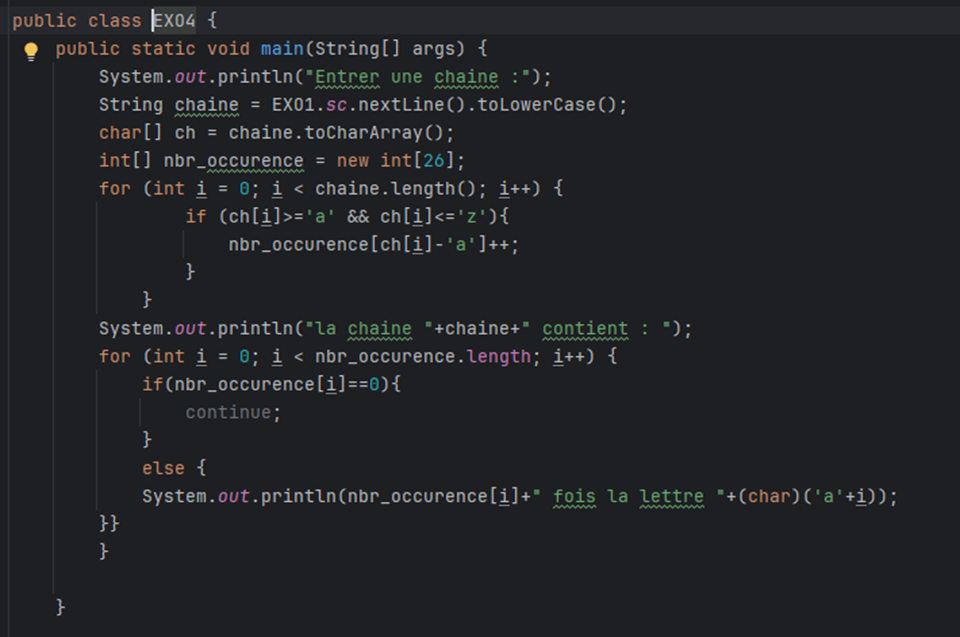 public class EXO4 {
    public static void main(String[] args) {
        System.out.println("Entrer une chaine :");
        String chaine = EXO1.sc.nextLine().toLowerCase();
        char[] ch = chaine.toCharArray();
        int[] nbr_occurence = new int[26];
        for (int i = 0; i < chaine.length(); i++) {
                if (ch[i]>='a' && ch[i]<='z'){
                    nbr_occurence[ch[i]-'a']++;
                }
            }
        System.out.println("la chaine "+chaine+" contient : ");
        for (int i = 0; i < nbr_occurence.length; i++) {
            if(nbr_occurence[i]==0){
                continue;
            }
            else {
            System.out.println(nbr_occurence[i]+" fois la lettre "+(char)('a'+i));
        }}
        }
    }